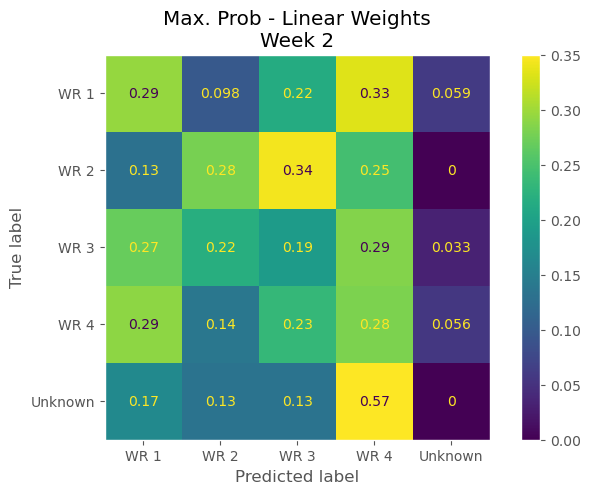 Max. Prob - Linear Weights
Week 2
True label
WR 1
0.29 0.098 0.22 0.33 0.059
WR 2
0.13 0.28 0.34 0.25 0
WR 3
0.27 0.22 0.19 0.29 0.033
WR 4
0.29 0.14 0.23 0.28 0.056
Unknown
0.17 0.13 0.13 0.57 0
WR 1 WR 2 WR 3 WR 4 Unknown
Predicted label
0.35
0.30
0.25
0.20
0.15
0.10
0.05
0.00